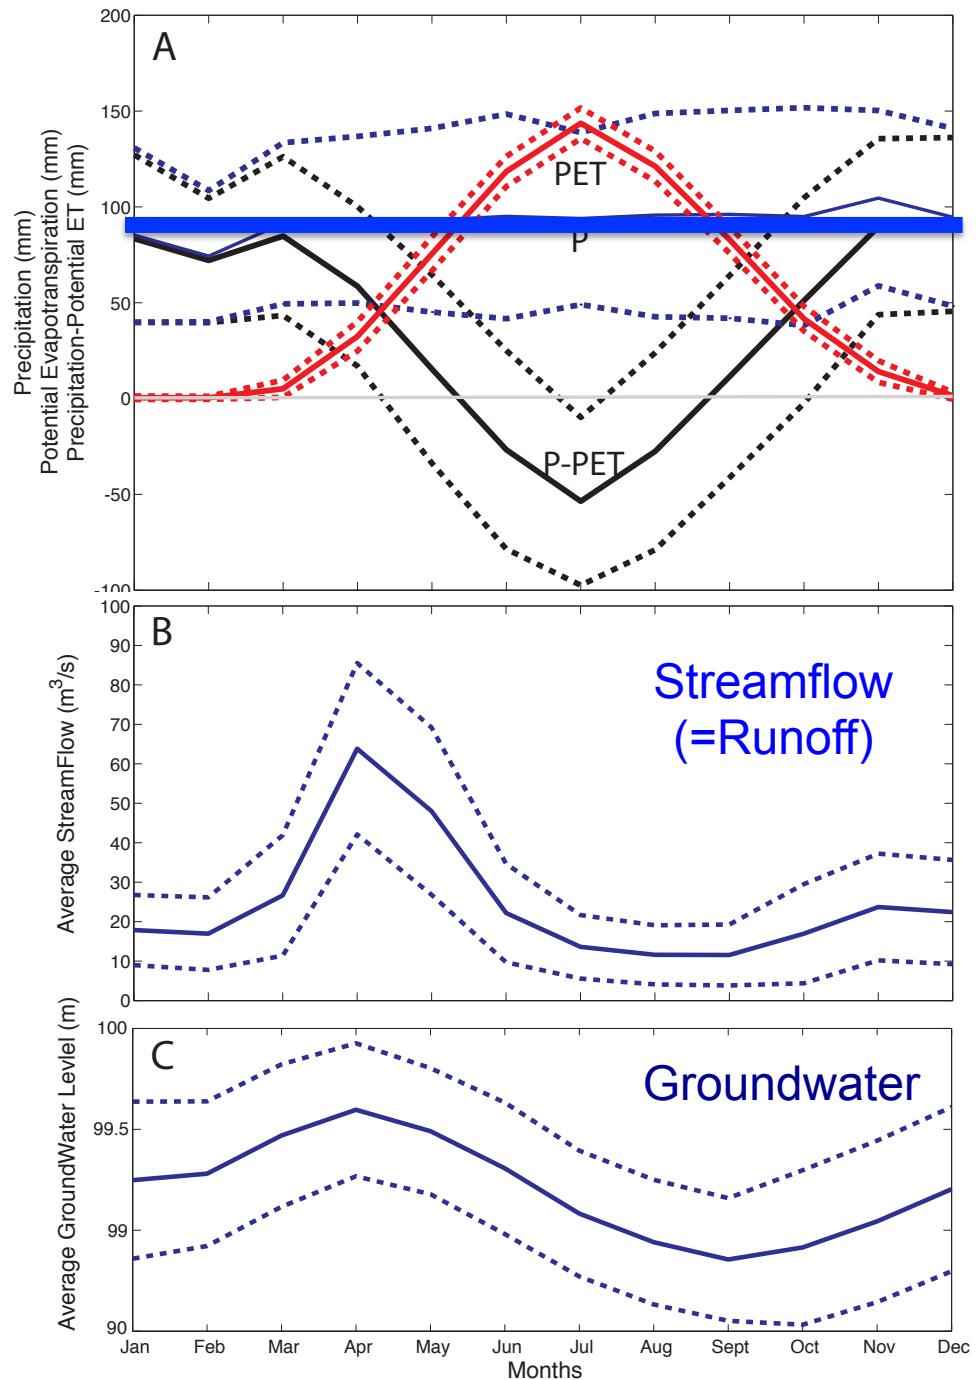 A
200
150
100
50
0
-50
-100
Precipitation (mm)
Potential Evapotranspiration (mm)
Precipitation-Potential ET (mm)
PET
P
P-PET
B
100
90
80
70
60
50
40
30
20
10
0
Average StreamFlow (m³/s)
Streamflow
(=Runoff)
C
100
99.5
99
90
Average GroundWater Levlel (m)
Groundwater
Jan Feb Mar Apr May Jun Jul Aug Sept Oct Nov Dec
Months